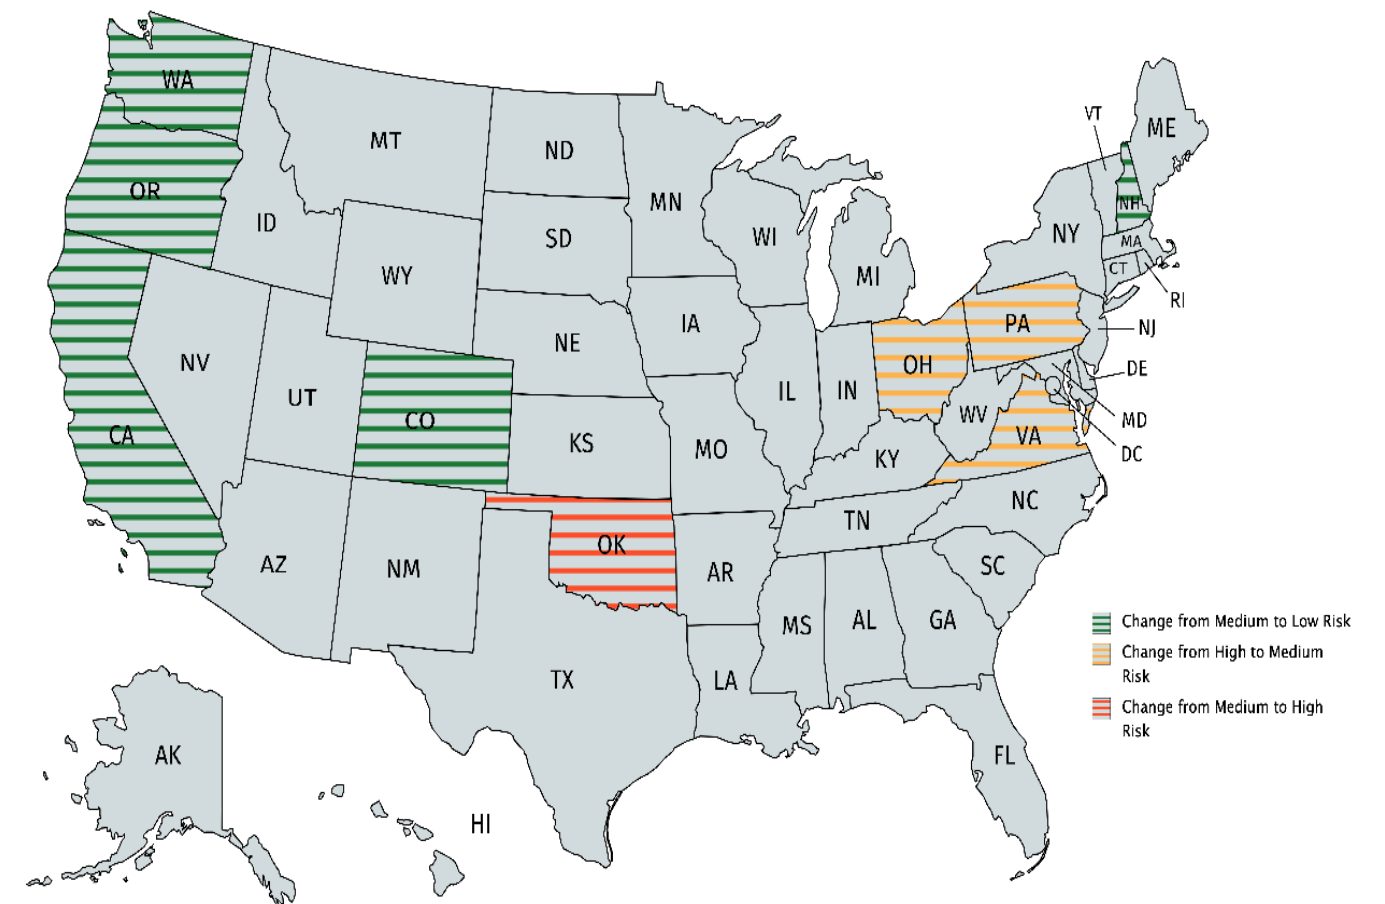 WA
OR
CA
ID
NV
MT
WY
UT
CO
AZ
NM
ND
SD
NE
KS
OK
TX
MN
IA
MO
AR
LA
WI
IL
IN
MI
OH
KY
TN
MS
AL
GA
FL
SC
NC
VA
WV
PA
NY
VT
ME
NH
MA
CT
RI
NJ
DE
MD
DC
AK
HI
Change from Medium to Low Risk
Change from High to Medium
Risk
Change from Medium to High
Risk